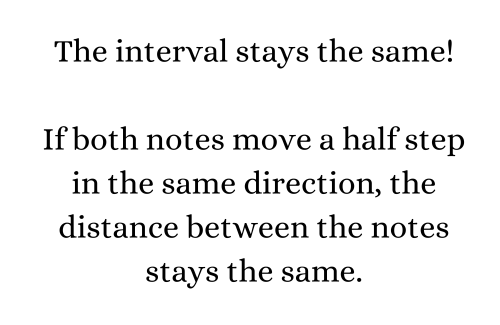 The interval stays the same!
If both notes move a half step
in the same direction, the
distance between the notes
stays the same.